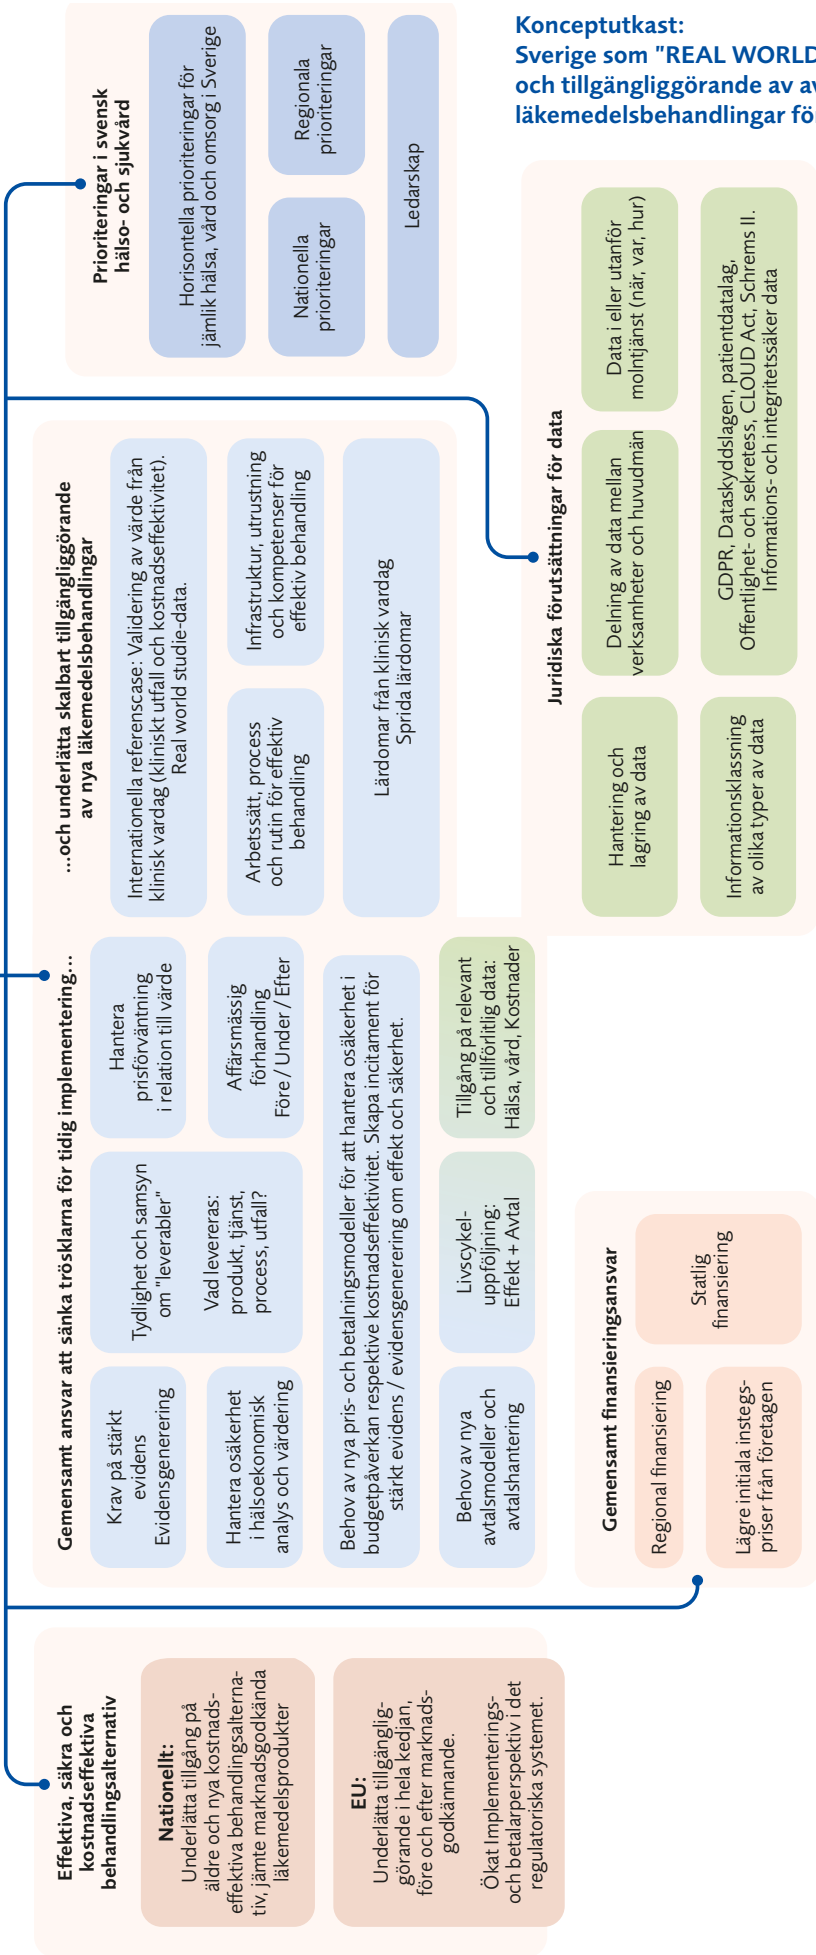 Konceptutkast:
Sverige som "REAL WORLD
och tillgängliggörande av av
läkemedelsbehandlingar för
Effektiva, säkra och
kostnadseffektiva
behandlingsalternativ
Nationellt:
Underlätta tillgång på
äldre och nya kostnads-
effektiva behandlingsalterna-
tiv, jämte marknadsgodkända
läkemedelsprodukter
EU:
Underlätta tillgänglig-
görande i hela kedjan,
före och efter marknads-
godkännande.
Ökat Implementerings-
och betalarperspektiv i det
regulatoriska systemet.
Gemensamt ansvar att sänka trösklarna för tidig implementering...
Krav på stärkt
evidens
Evidensgenerering
Tydlighet och samsyn
om "leverabler"
Vad levereras:
produkt, tjänst,
process, utfall?
Hantera
prisförväntning
i relation till värde
Hantera osäkerhet
i hälsoekonomisk
analys och värdering
Affärsmässig
förhandling
Före / Under / Efter
Behov av nya pris- och betalningsmodeller för att hantera osäkerhet i
budgetpåverkan respektive kostnadseffektivitet. Skapa incitament för
stärkt evidens / evidensgenerering om effekt och säkerhet.
Behov av nya
avtalsmodeller och
avtalshantering
Livscykel-
uppföljning:
Effekt + Avtal
Tillgång på relevant
och tillförlitlig data:
Hälsa, vård, Kostnader
...och underlätta skalbart tillgängliggörande
av nya läkemedelsbehandlingar
Internationella referenscase: Validering av värde från
klinisk vardag (kliniskt utfall och kostnadseffektivitet).
Real world studie-data.
Arbetssätt, process
och rutin för effektiv
behandling
Infrastruktur, utrustning
och kompetenser för
effektiv behandling
Lärdomar från klinisk vardag
Sprida lärdomar
Prioriteringar i svensk
hälso- och sjukvård
Horisontella prioriteringar för
jämlik hälsa, vård och omsorg i Sverige
Nationella
prioriteringar
Regionala
prioriteringar
Ledarskap
Gemensamt finansieringsansvar
Regional finansiering
Statlig
finansiering
Lägre initiala instegs-
priser från företagen
Juridiska förutsättningar för data
Hantering och
lagring av data
Delning av data mellan
verksamheter och huvudmän
Data i eller utanför
molntjänst (när, var, hur)
Informationsklassning
av olika typer av data
GDPR, Dataskyddslagen, patientdatalag,
Offentlighet- och sekretess, CLOUD Act, Schrems II.
Informations- och integritetssäker data